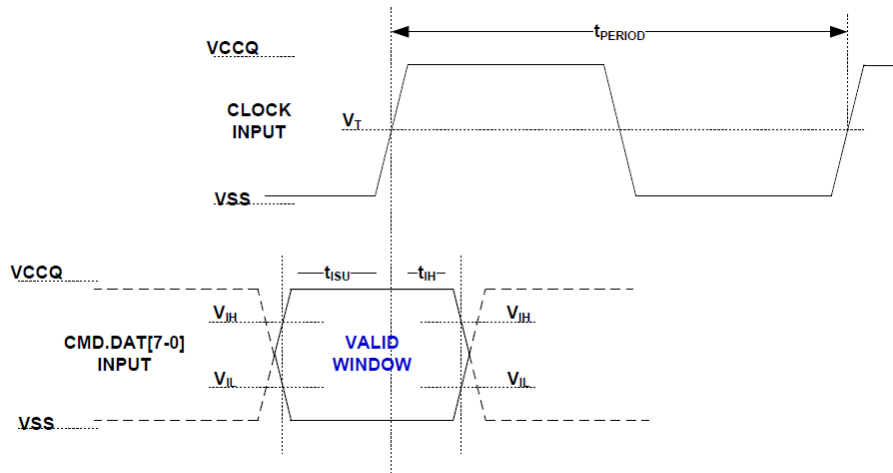 tPERIOD
VCCQ
CLOCK
INPUT
VT
VSS
VCCQ
tISU
tIH
VIH
VIH
CMD.DAT[7-0]
INPUT
VALID
WINDOW
VIL
VIL
VSS